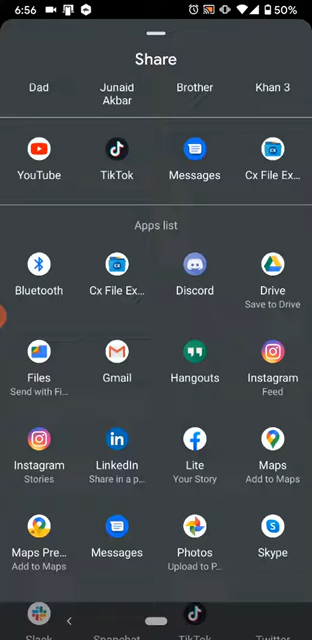 6:56
50%
Share
Dad
Junaid Akbar
Brother
Khan 3
YouTube
TikTok
Messages
Cx File Ex...
Apps list
Bluetooth
Cx File Ex...
Discord
Drive
Save to Drive
Files
Send with Fi...
Gmail
Hangouts
Instagram
Feed
Instagram
Stories
LinkedIn
Share in a p...
Lite
Your Story
Maps
Add to Maps
Maps Pre...
Add to Maps
Messages
Photos
Upload to P...
Skype
Slack
Snapchat
TikTok
Twitter